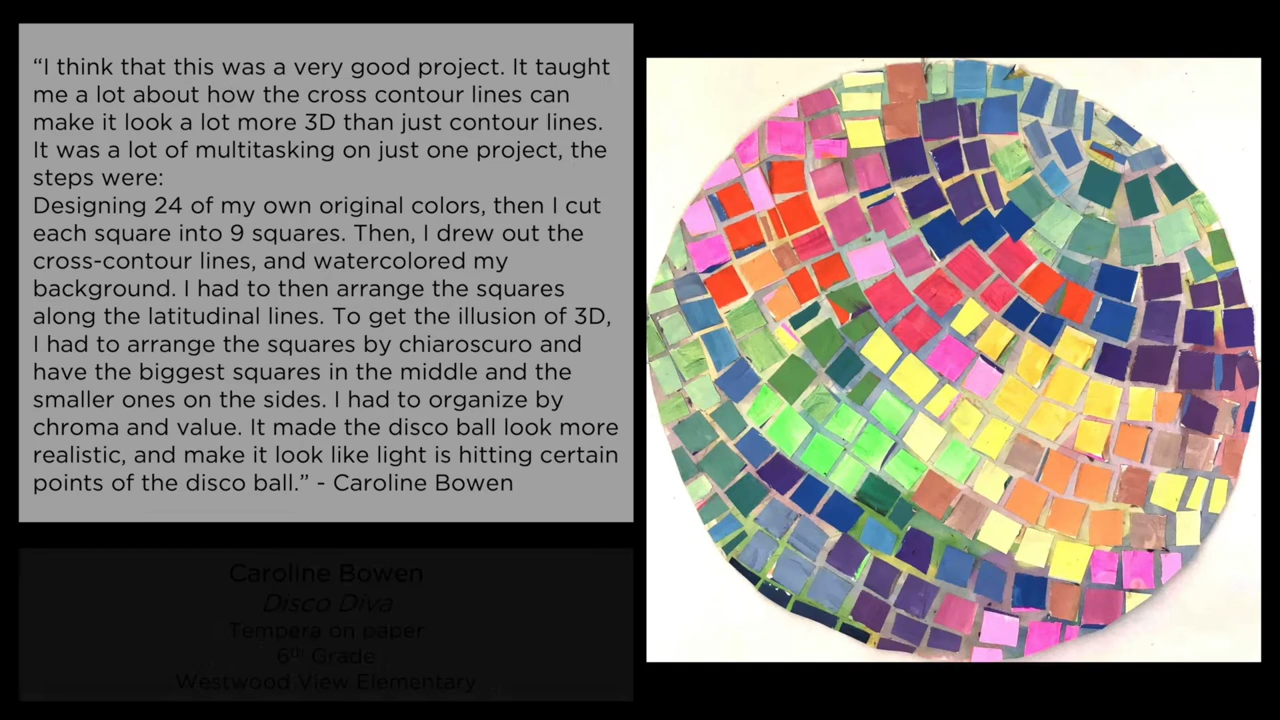 “I think that this was a very good project. It taught
me a lot about how the cross contour lines can
make it look a lot more 3D than just contour lines.
It was a lot of multitasking on just one project, the
steps were:
Designing 24 of my own original colors, then I cut
each square into 9 squares. Then, I drew out the
cross-contour lines, and watercolored my
background. I had to then arrange the squares
along the latitudinal lines. To get the illusion of 3D,
I had to arrange the squares by chiaroscuro and
have the biggest squares in the middle and the
smaller ones on the sides. I had to organize by
chroma and value. It made the disco ball look more
realistic, and make it look like light is hitting certain
points of the disco ball.” - Caroline Bowen
Caroline Bowen
Disco Diva
Tempera on paper
6th Grade
Westwood View Elementary